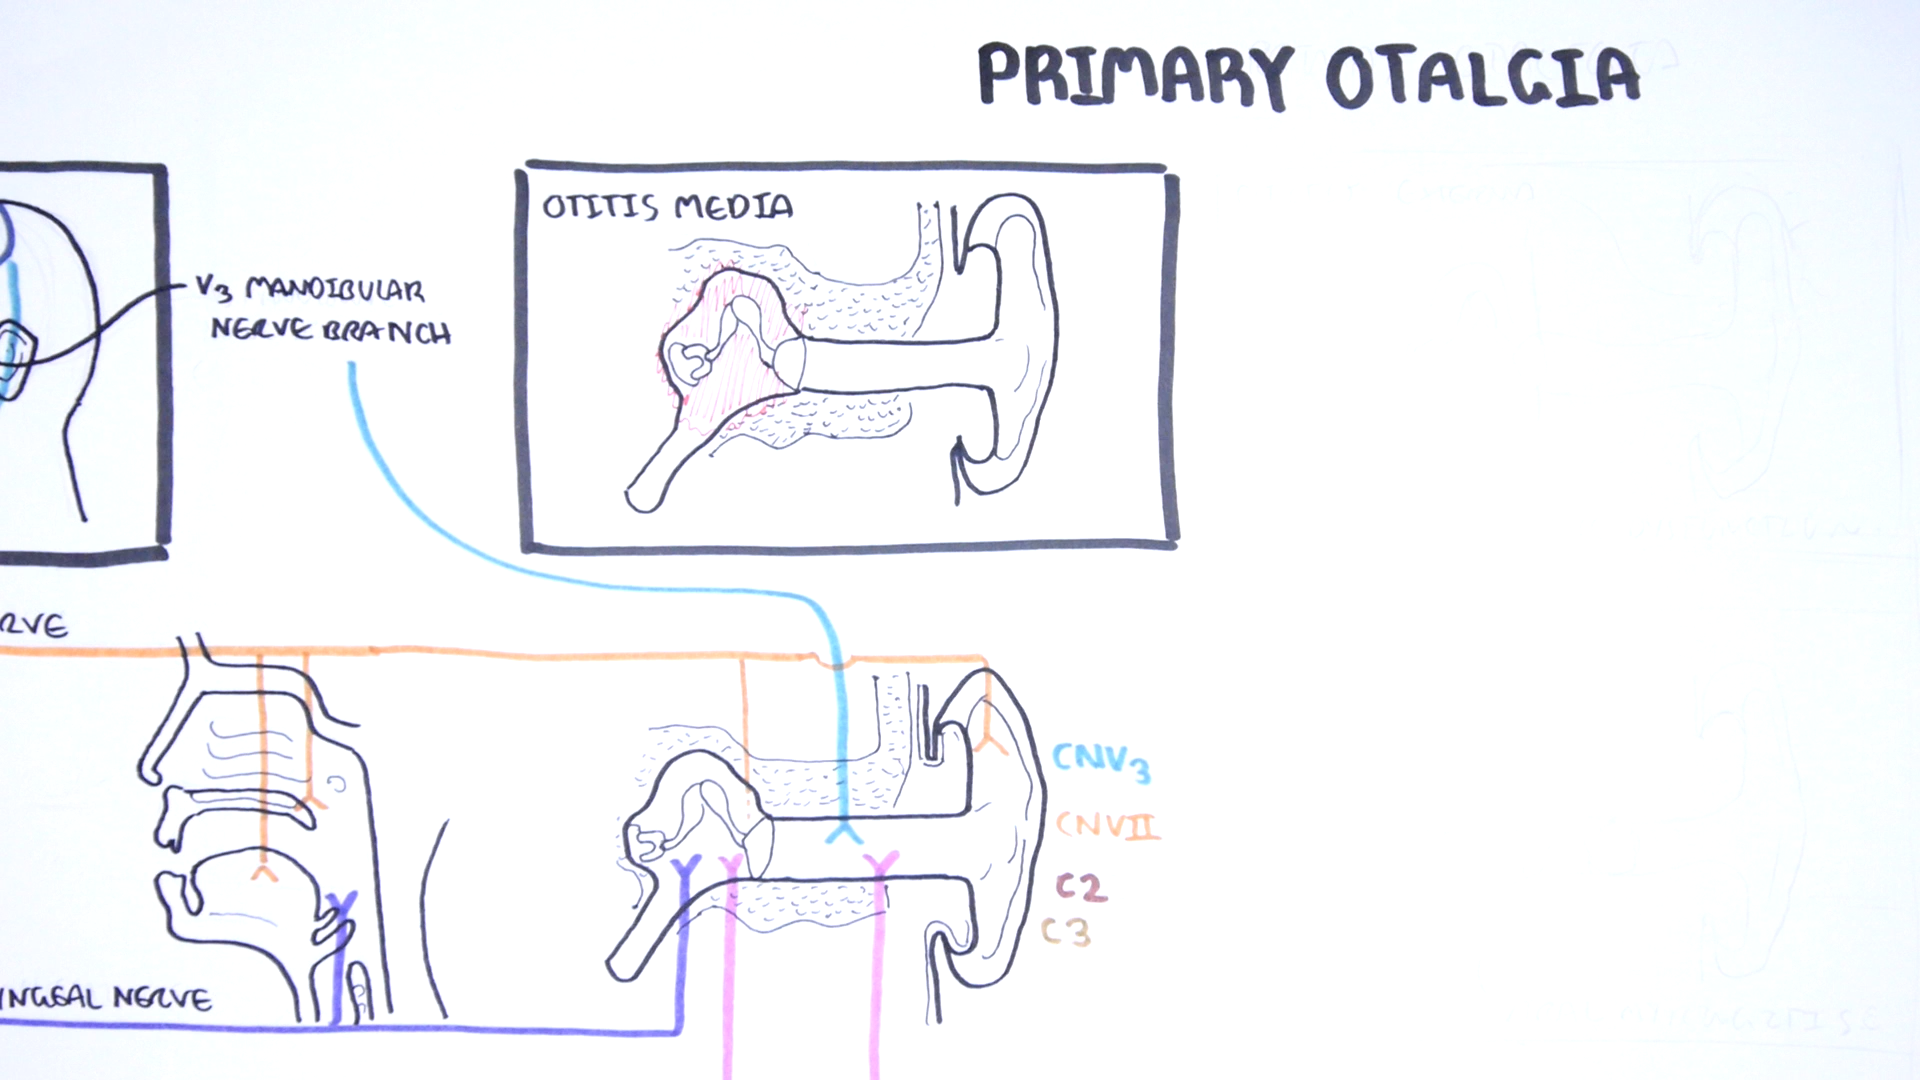 PRIMARY OTALGIA
OTITIS MEDIA
V3 MANDIBULAR
NERVE BRANCH
RVE
CNV3
CNVII
C2
C3
NGEAL NERVE